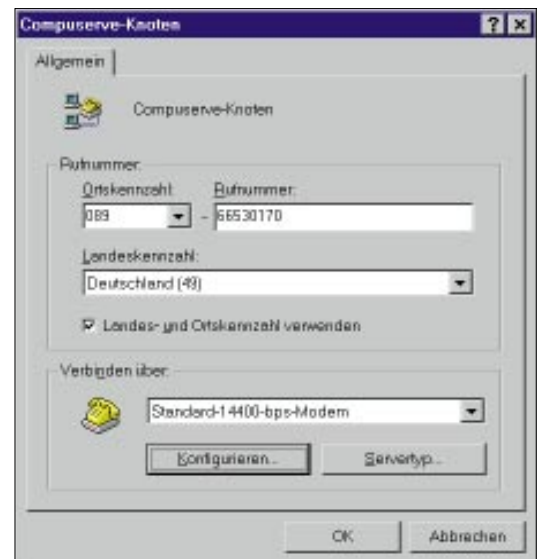 Compuserve-Knoten
Allgemein
Compuserve-Knoten
Rufnummer:
Ortskennzahl: Rufnummer:
089 - 66530170
Landeskennzahl:
Deutschland (49)
Landes- und Ortskennzahl verwenden
Verbinden über:
Standard-14400-bps-Modem
Konfigurieren... Servertyp...
OK Abbrechen